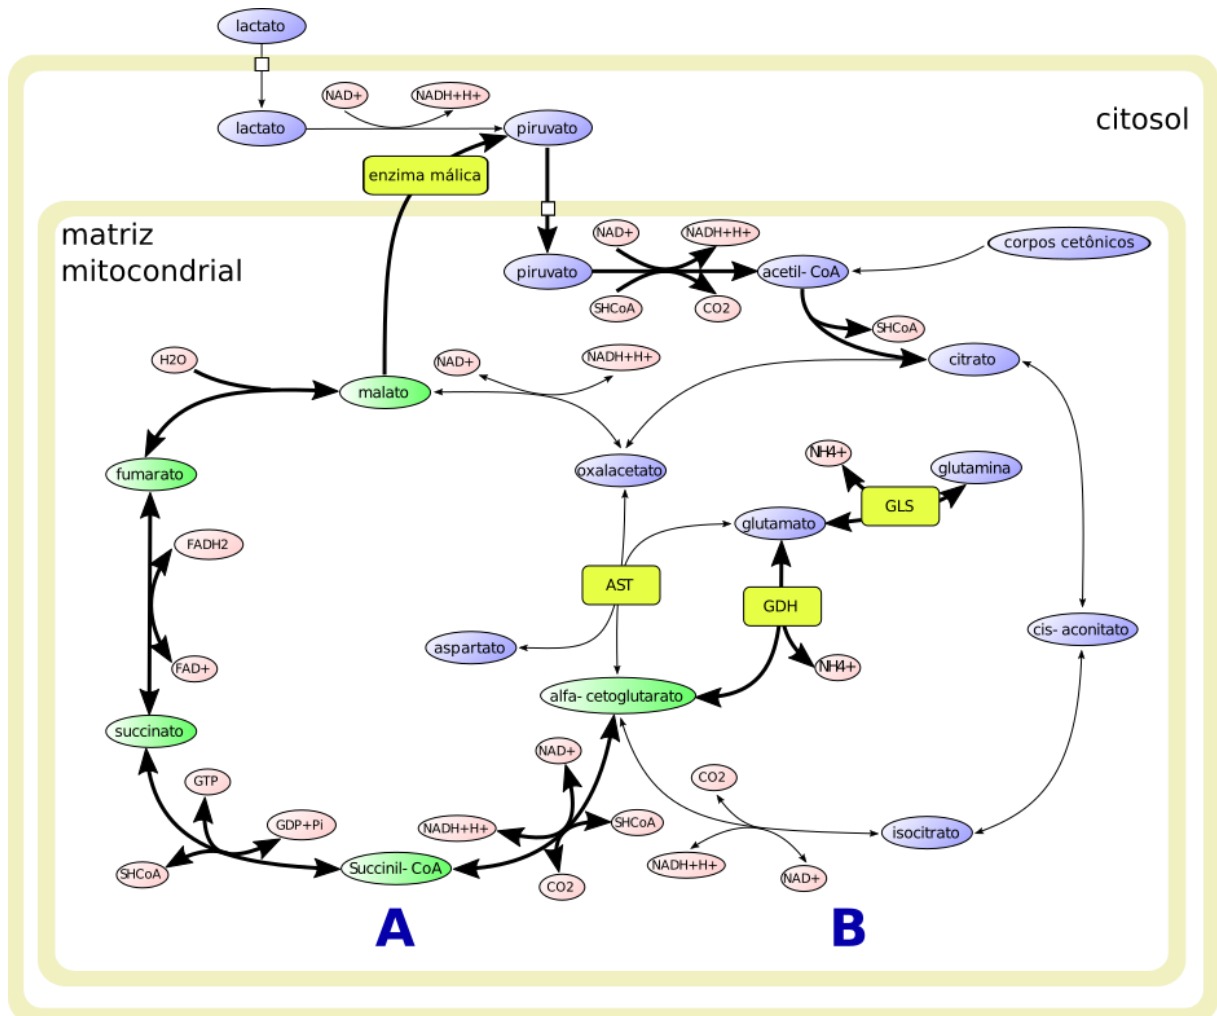 lactato
NAD+
NADH+H+
lactato
piruvato
citosol
enzima málica
matriz
mitocondrial
NAD+
NADH+H+
corpos cetônicos
piruvato
acetil- CoA
SHCoA
CO2
SHCoA
H2O
NAD+
NADH+H+
citrato
malato
NH4+
fumarato
oxalacetato
glutamina
GLS
glutamato
FADH2
AST
GDH
cis- aconitato
aspartato
FAD+
NH4+
alfa- cetoglutarato
succinato
NAD+
GTP
CO2
GDP+Pi
NADH+H+
SHCoA
isocitrato
SHCoA
Succinil- CoA
CO2
NADH+H+
NAD+
A
B